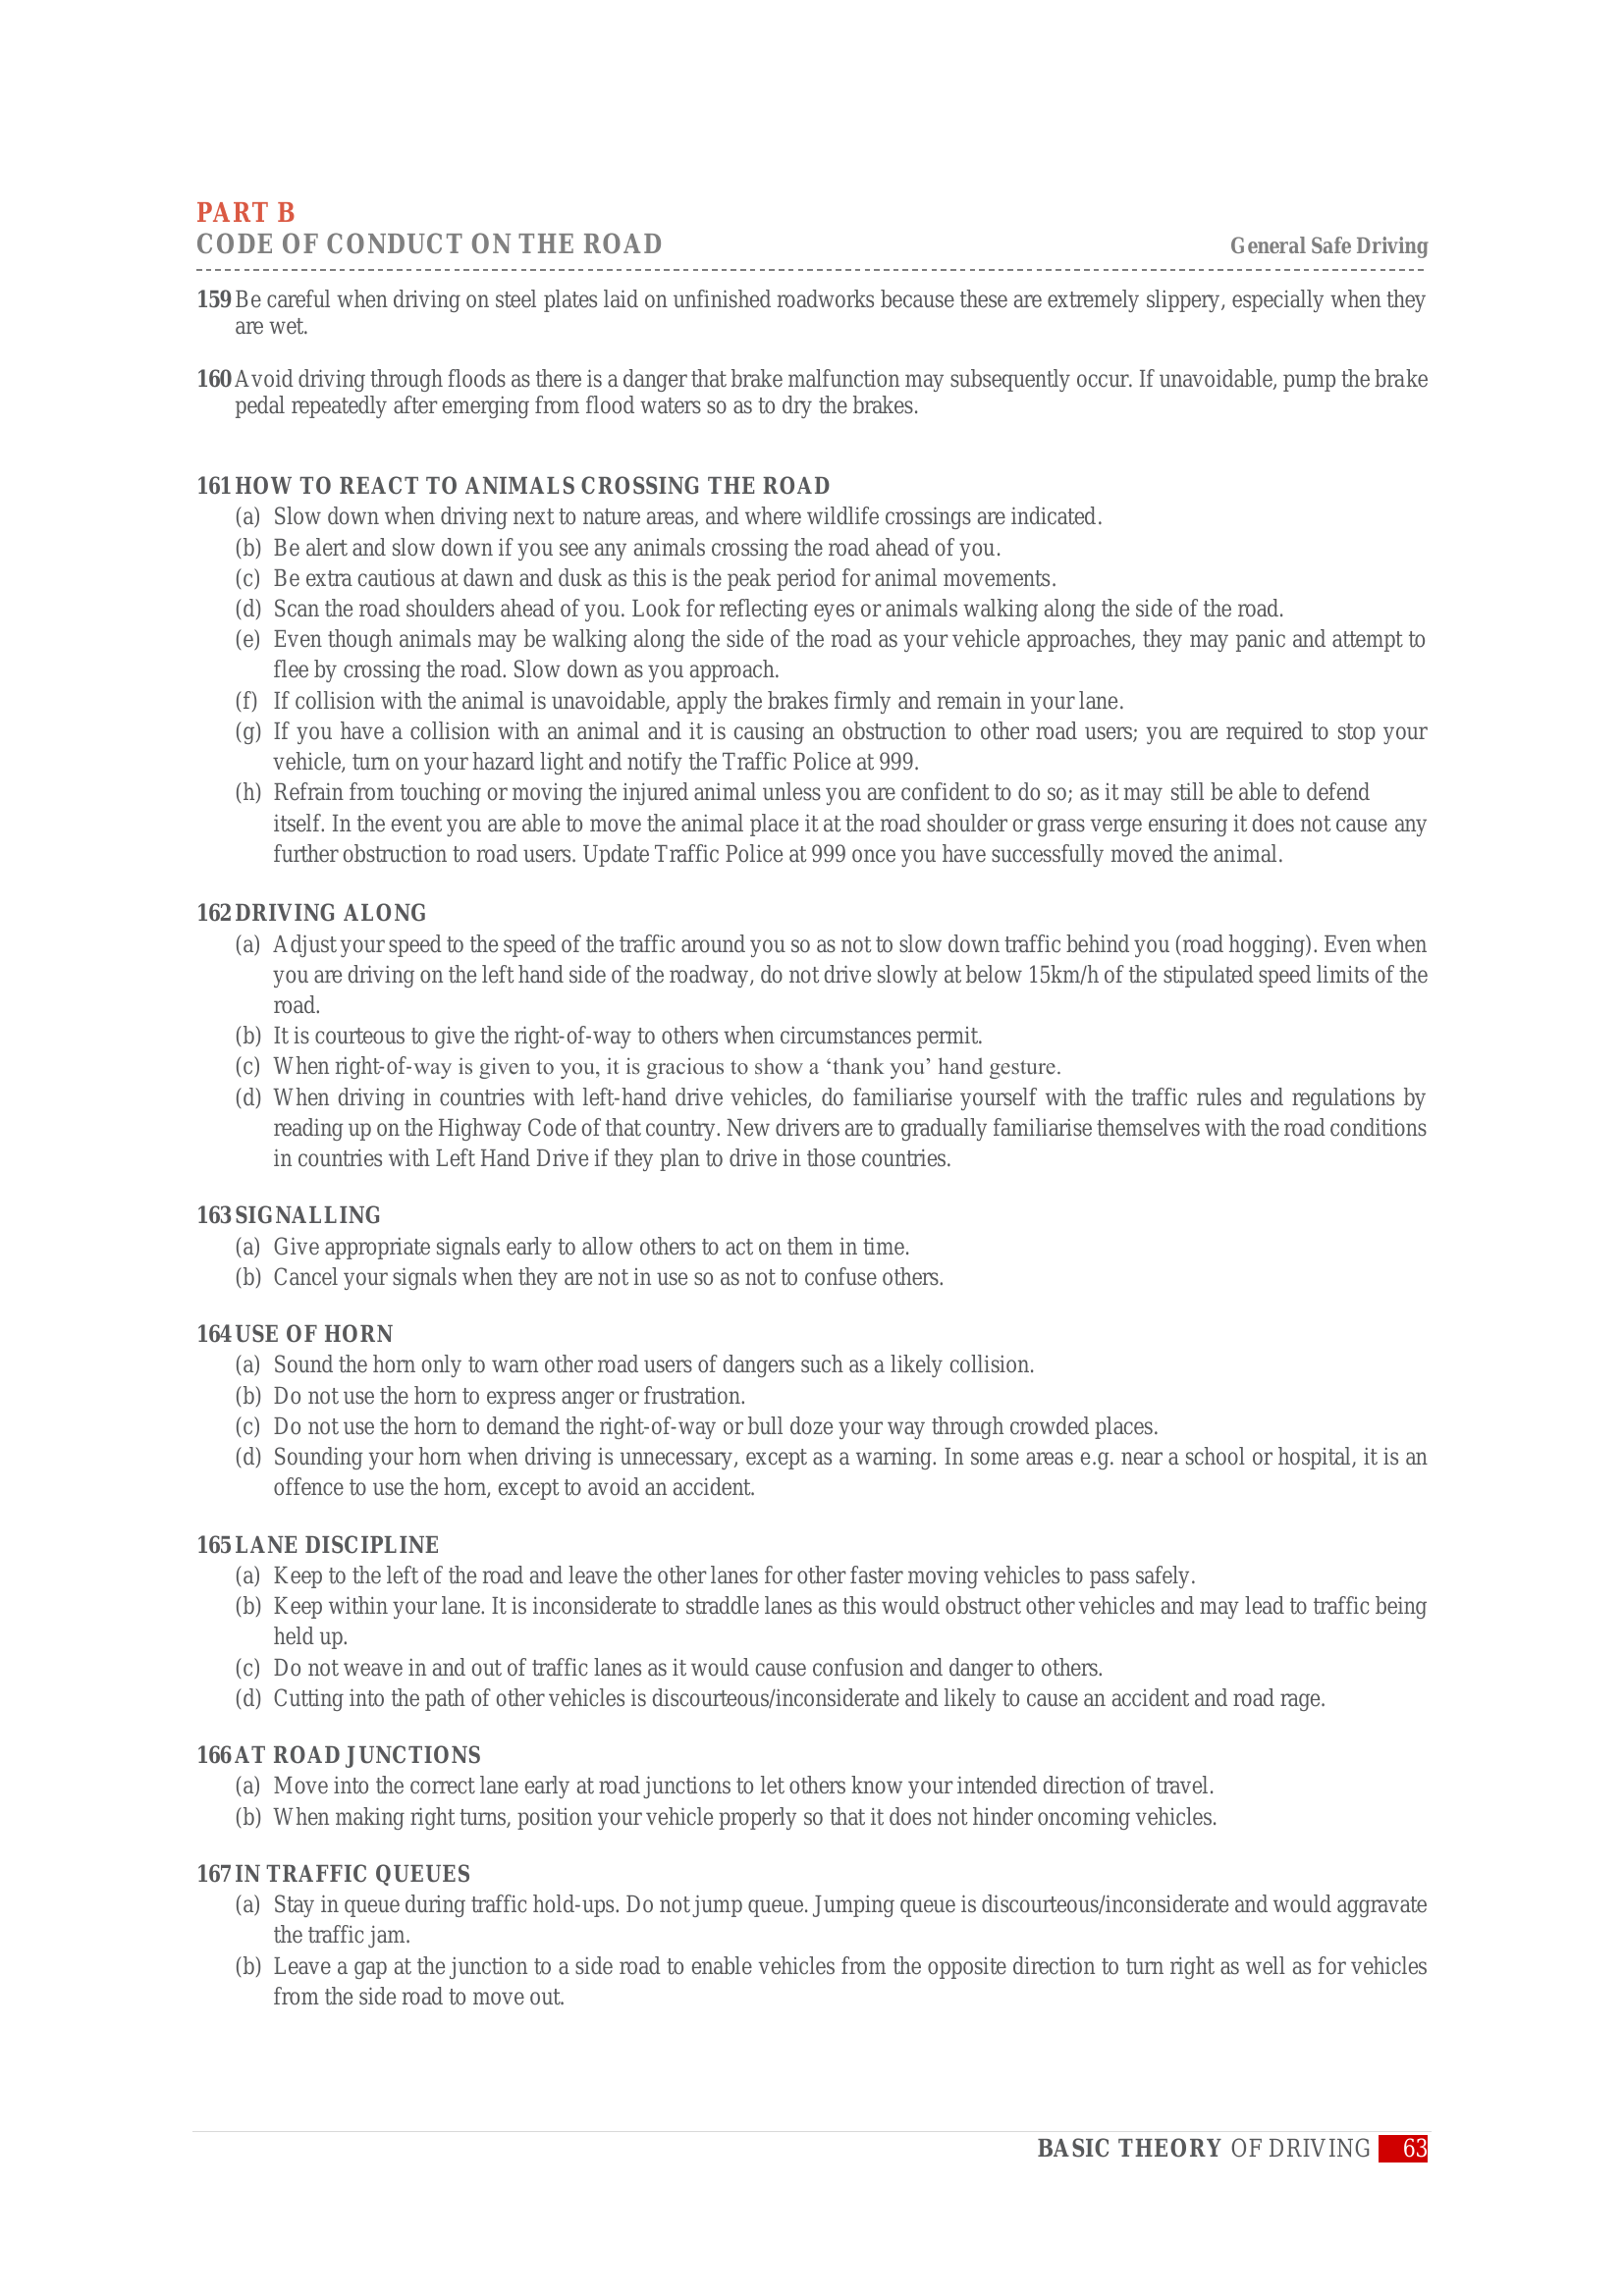 PART B
CODE OF CONDUCT ON THE ROAD General Safe Driving
159 Be careful when driving on steel plates laid on unfinished roadworks because these are extremely slippery, especially when they
are wet.
160 Avoid driving through floods as there is a danger that brake malfunction may subsequently occur. If unavoidable, pump the brake
pedal repeatedly after emerging from flood waters so as to dry the brakes.
161 HOW TO REACT TO ANIMALS CROSSING THE ROAD
(a) Slow down when driving next to nature areas, and where wildlife crossings are indicated.
(b) Be alert and slow down if you see any animals crossing the road ahead of you.
(c) Be extra cautious at dawn and dusk as this is the peak period for animal movements.
(d) Scan the road shoulders ahead of you. Look for reflecting eyes or animals walking along the side of the road.
(e) Even though animals may be walking along the side of the road as your vehicle approaches, they may panic and attempt to
flee by crossing the road. Slow down as you approach.
(f) If collision with the animal is unavoidable, apply the brakes firmly and remain in your lane.
(g) If you have a collision with an animal and it is causing an obstruction to other road users; you are required to stop your
vehicle, turn on your hazard light and notify the Traffic Police at 999.
(h) Refrain from touching or moving the injured animal unless you are confident to do so; as it may still be able to defend
itself. In the event you are able to move the animal place it at the road shoulder or grass verge ensuring it does not cause any
further obstruction to road users. Update Traffic Police at 999 once you have successfully moved the animal.
162 DRIVING ALONG
(a) Adjust your speed to the speed of the traffic around you so as not to slow down traffic behind you (road hogging). Even when
you are driving on the left hand side of the roadway, do not drive slowly at below 15km/h of the stipulated speed limits of the
road.
(b) It is courteous to give the right-of-way to others when circumstances permit.
(c) When right-of-way is given to you, it is gracious to show a ‘thank you’ hand gesture.
(d) When driving in countries with left-hand drive vehicles, do familiarise yourself with the traffic rules and regulations by
reading up on the Highway Code of that country. New drivers are to gradually familiarise themselves with the road conditions
in countries with Left Hand Drive if they plan to drive in those countries.
163 SIGNALLING
(a) Give appropriate signals early to allow others to act on them in time.
(b) Cancel your signals when they are not in use so as not to confuse others.
164 USE OF HORN
(a) Sound the horn only to warn other road users of dangers such as a likely collision.
(b) Do not use the horn to express anger or frustration.
(c) Do not use the horn to demand the right-of-way or bull doze your way through crowded places.
(d) Sounding your horn when driving is unnecessary, except as a warning. In some areas e.g. near a school or hospital, it is an
offence to use the horn, except to avoid an accident.
165 LANE DISCIPLINE
(a) Keep to the left of the road and leave the other lanes for other faster moving vehicles to pass safely.
(b) Keep within your lane. It is inconsiderate to straddle lanes as this would obstruct other vehicles and may lead to traffic being
held up.
(c) Do not weave in and out of traffic lanes as it would cause confusion and danger to others.
(d) Cutting into the path of other vehicles is discourteous/inconsiderate and likely to cause an accident and road rage.
166 AT ROAD JUNCTIONS
(a) Move into the correct lane early at road junctions to let others know your intended direction of travel.
(b) When making right turns, position your vehicle properly so that it does not hinder oncoming vehicles.
167 IN TRAFFIC QUEUES
(a) Stay in queue during traffic hold-ups. Do not jump queue. Jumping queue is discourteous/inconsiderate and would aggravate
the traffic jam.
(b) Leave a gap at the junction to a side road to enable vehicles from the opposite direction to turn right as well as for vehicles
from the side road to move out.
BASIC THEORY OF DRIVING 63